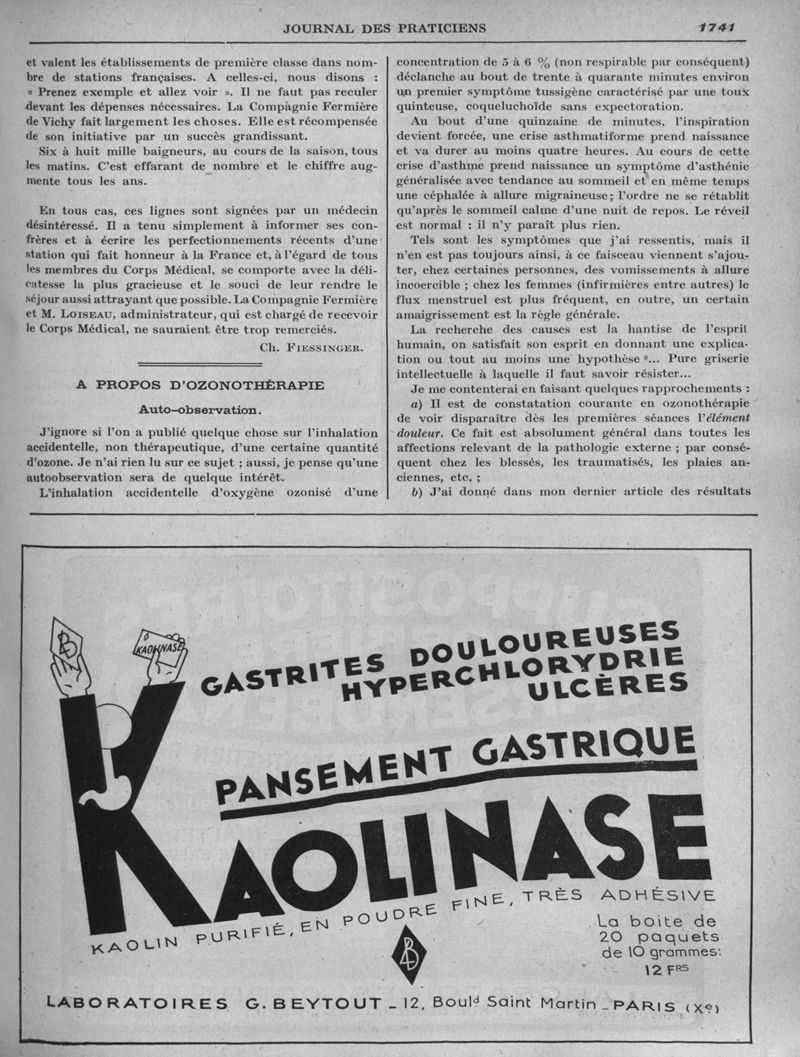 JOURNAL DES PRATICIENS
1741
et valent les établissements de première classe dans nom-
bre de stations françaises. A celles-ci, nous disons :
« Prenez exemple et allez voir ». Il ne faut pas reculer
devant les dépenses nécessaires. La Compagnie Fermière
de Vichy fait largement les choses. Elle est récompensée
de son initiative par un succès grandissant.
Six à huit mille baigneurs, au cours de la saison, tous
les matins. C'est effarant de nombre et le chiffre aug-
mente tous les ans.
En tous cas, ces lignes sont signées par un médecin
désintéressé. Il a tenu simplement à informer ses con-
frères et à écrire les perfectionnements récents d'une
station qui fait honneur à la France et, à l'égard de tous
les membres du Corps Médical, se comporte avec la déli-
catesse la plus gracieuse et le souci de leur rendre le
séjour aussi attrayant que possible. La Compagnie Fermière
et M. LOISEAU, administrateur, qui est chargé de recevoir
le Corps Médical, ne sauraient être trop remerciés.
Ch. FIESSINGER.
A PROPOS D'OZONOTHÉRAPIE
Auto-observation.
J'ignore si l'on a publié quelque chose sur l'inhalation
accidentelle, non thérapeutique, d'une certaine quantité
d'ozone. Je n'ai rien lu sur ce sujet ; aussi, je pense qu'une
autoobservation sera de quelque intérêt.
L'inhalation accidentelle d'oxygène ozonisé d'une
concentration de 5 à 6 % (non respirable par conséquent)
déclanche au bout de trente à quarante minutes environ
un premier symptôme tussigène caractérisé par une toux
quinteuse, coqueluchoïde sans expectoration.
Au bout d'une quinzaine de minutes, l'inspiration
devient forcée, une crise asthmatiforme prend naissance
et va durer au moins quatre heures. Au cours de cette
crise d'asthme prend naissance un symptôme d'asthénie
généralisée avec tendance au sommeil et en même temps
une céphalée à allure migraineuse; l'ordre ne se rétablit
qu'après le sommeil calme d'une nuit de repos. Le réveil
est normal : il n'y paraît plus rien.
Tels sont les symptômes que j'ai ressentis, mais il
n'en est pas toujours ainsi, à ce faisceau viennent s'ajou-
ter, chez certaines personnes, des vomissements à allure
incoercible ; chez les femmes (infirmières entre autres) le
flux menstruel est plus fréquent, en outre, un certain
amaigrissement est la règle générale.
La recherche des causes est la hantise de l'esprit
humain, on satisfait son esprit en donnant une explica-
tion ou tout au moins une hypothèse ... Pure griserie
intellectuelle à laquelle il faut savoir résister...
Je me contenterai en faisant quelques rapprochements :
a) Il est de constatation courante en ozonothérapie
de voir disparaître dès les premières séances l'élément
douleur. Ce fait est absolument général dans toutes les
affections relevant de la pathologie externe ; par consé-
quent chez les blessés, les traumatisés, les plaies an-
ciennes, etc. ;
b) J'ai donné dans mon dernier article des résultats
KAOLINASE
GASTRITES DOULOUREUSES
HYPERCHLORYDRIE
ULCÈRES
PANSEMENT GASTRIQUE
KAOLINASE
KAOLIN PURIFIÉ, EN POUDRE FINE, TRÈS ADHÉSIVE
La boite de
20 paquets
de 10 grammes:
12 FRS
LABORATOIRES G. BEYTOUT _ 12, Bould Saint Martin _ PARIS (Xe)